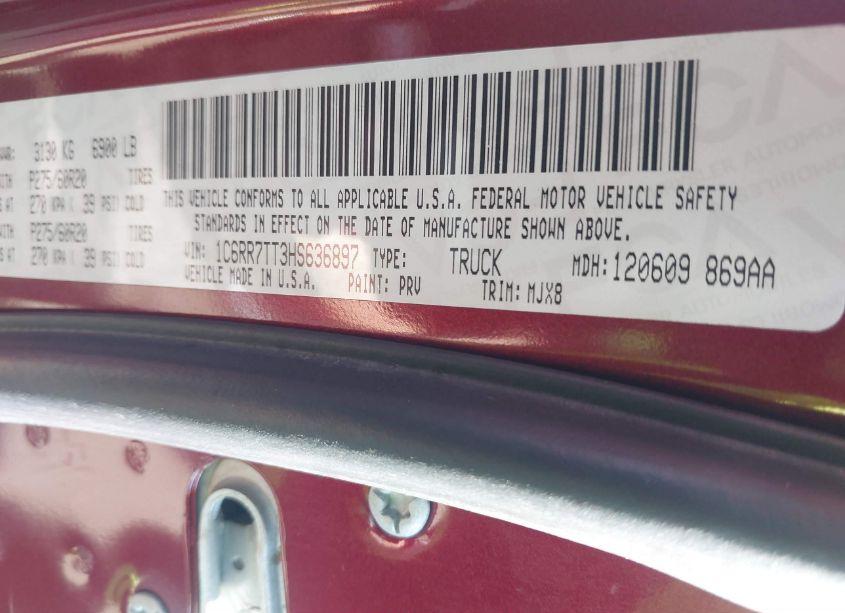 3130 KG 6900 LB
P275/60R20 TIRES
270 KPA X 39 PSI) COLD
P275/60R20 TIRES
270 KPA X 39 PSI) COLD
THIS VEHICLE CONFORMS TO ALL APPLICABLE U.S.A. FEDERAL MOTOR VEHICLE SAFETY
STANDARDS IN EFFECT ON THE DATE OF MANUFACTURE SHOWN ABOVE.
VIN: 1C6RR7TT3HS636897 TYPE: TRUCK MDH: 120609 869AA
VEHICLE MADE IN U.S.A. PAINT: PRV TRIM: MJX8